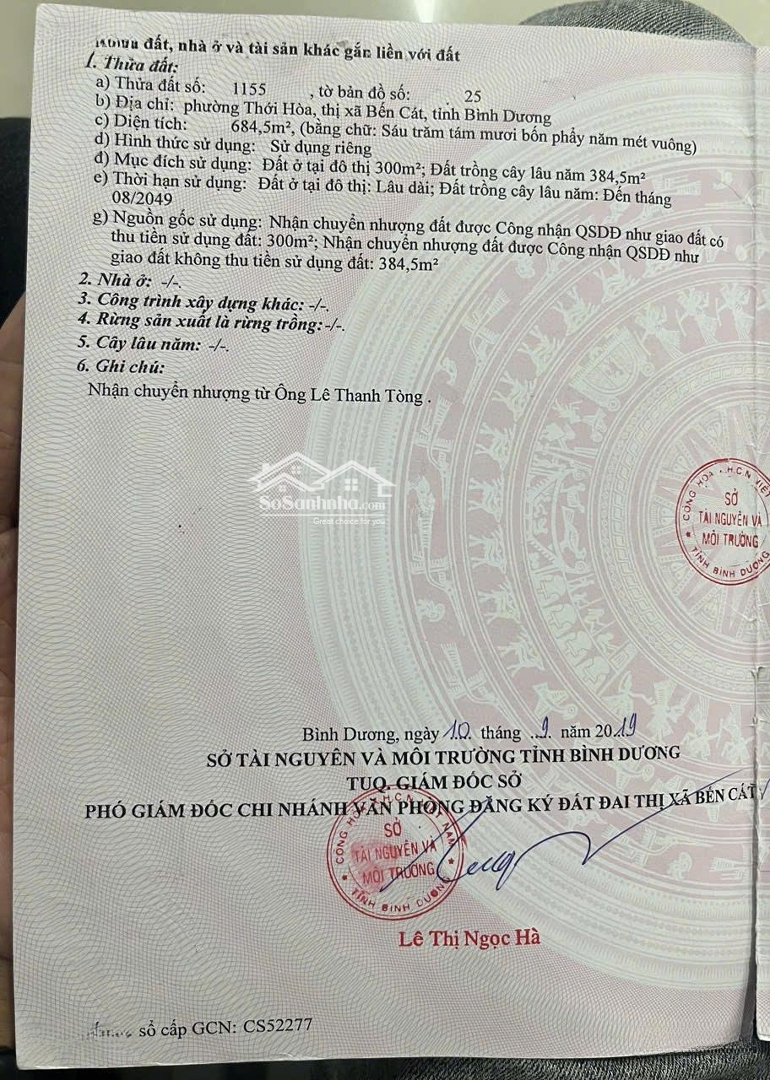 đất, nhà ở và tài sản khác gắn liền với đất
1. Thửa đất:
a) Thửa đất số: 1155 , tờ bản đồ số: 25
b) Địa chỉ: phường Thới Hòa, thị xã Bến Cát, tỉnh Bình Dương
c) Diện tích: 684,5m², (bằng chữ: Sáu trăm tám mươi bốn phẩy năm mét vuông)
d) Hình thức sử dụng: Sử dụng riêng
đ) Mục đích sử dụng: Đất ở tại đô thị 300m²; Đất trồng cây lâu năm 384,5m²
e) Thời hạn sử dụng: Đất ở tại đô thị: Lâu dài; Đất trồng cây lâu năm: Đến tháng
08/2049
g) Nguồn gốc sử dụng: Nhận chuyển nhượng đất được Công nhận QSDĐ như giao đất có
thu tiền sử dụng đất: 300m²; Nhận chuyển nhượng đất được Công nhận QSDĐ như
giao đất không thu tiền sử dụng đất: 384,5m²
2. Nhà ở: -/-.
3. Công trình xây dựng khác: -/-.
4. Rừng sản xuất là rừng trồng:-/-.
5. Cây lâu năm: -/-.
6. Ghi chú:
Nhận chuyển nhượng từ Ông Lê Thanh Tòng .
SoSanhnha.com
Great choice for you
CỘNG HÒA X.H.C.N VIỆT
SỞ
TÀI NGUYÊN VÀ
MÔI TRƯỜNG
TỈNH BÌNH DƯƠNG
Bình Dương, ngày 10 tháng ..9. năm 2019
SỞ TÀI NGUYÊN VÀ MÔI TRƯỜNG TỈNH BÌNH DƯƠNG
TUQ. GIÁM ĐỐC SỞ
PHÓ GIÁM ĐỐC CHI NHÁNH VĂN PHÒNG ĐĂNG KÝ ĐẤT ĐAI THỊ XÃ BẾN CÁT
SỞ
TÀI NGUYÊN VÀ
MÔI TRƯỜNG
TỈNH BÌNH DƯƠNG
Lê Thị Ngọc Hà
sổ cấp GCN: CS52277